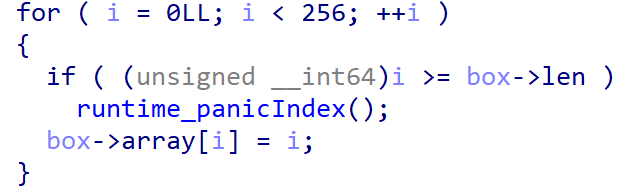 for ( i = 0LL; i < 256; ++i )
{
  if ( (unsigned __int64)i >= box->len )
    runtime_panicIndex();
  box->array[i] = i;
}